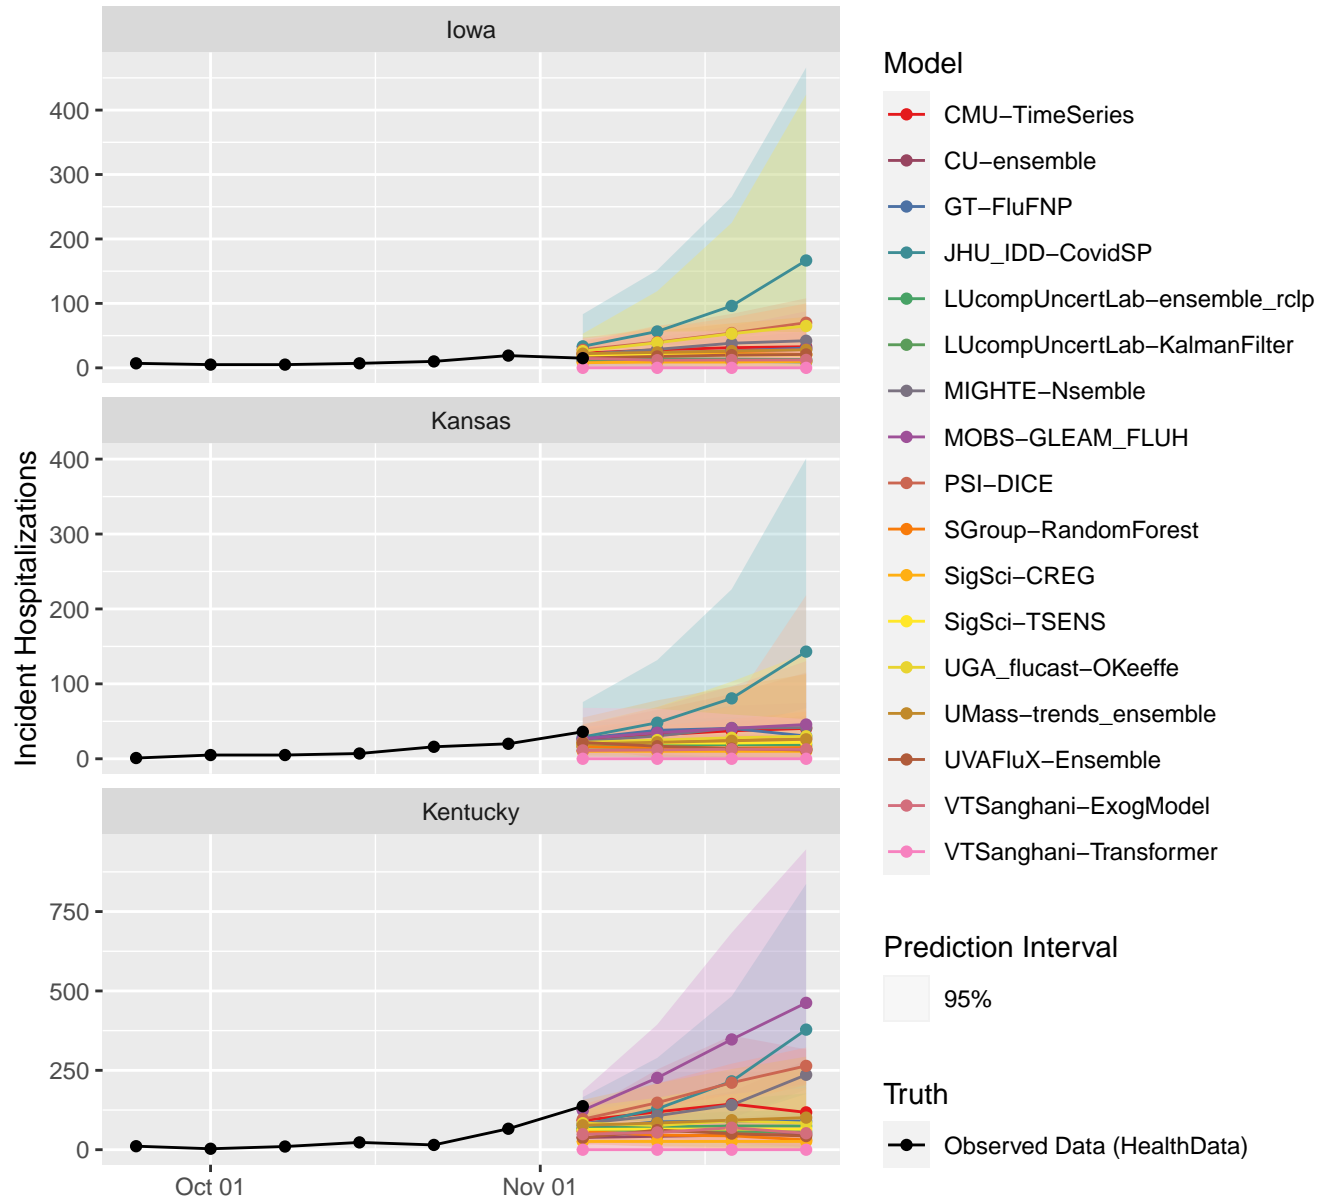 Iowa
400
300
200
100
0
Kansas
400
300
200
100
0
Kentucky
750
500
250
0
Oct 01
Nov 01
Incident Hospitalizations
Model
CMU−TimeSeries
CU−ensemble
GT−FluFNP
JHU_IDD−CovidSP
LUcompUncertLab−ensemble_rclp
LUcompUncertLab−KalmanFilter
MIGHTE−Nsemble
MOBS−GLEAM_FLUH
PSI−DICE
SGroup−RandomForest
SigSci−CREG
SigSci−TSENS
UGA_flucast−OKeeffe
UMass−trends_ensemble
UVAFluX−Ensemble
VTSanghani−ExogModel
VTSanghani−Transformer
Prediction Interval
95%
Truth
Observed Data (HealthData)